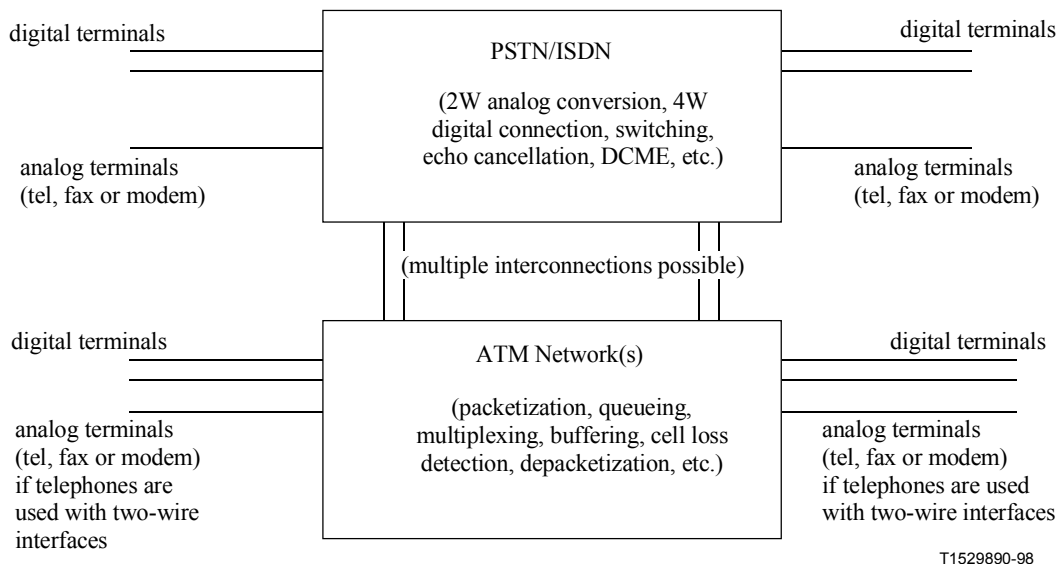 digital terminals
PSTN/ISDN
digital terminals
(2W analog conversion, 4W
digital connection, switching,
echo cancellation, DCME, etc.)
analog terminals
(tel, fax or modem)
analog terminals
(tel, fax or modem)
(multiple interconnections possible)
digital terminals
ATM Network(s)
digital terminals
(packetization, queueing,
multiplexing, buffering, cell loss
detection, depacketization, etc.)
analog terminals
(tel, fax or modem)
if telephones are
used with two-wire
interfaces
analog terminals
(tel, fax or modem)
if telephones are used
with two-wire interfaces
T1529890-98